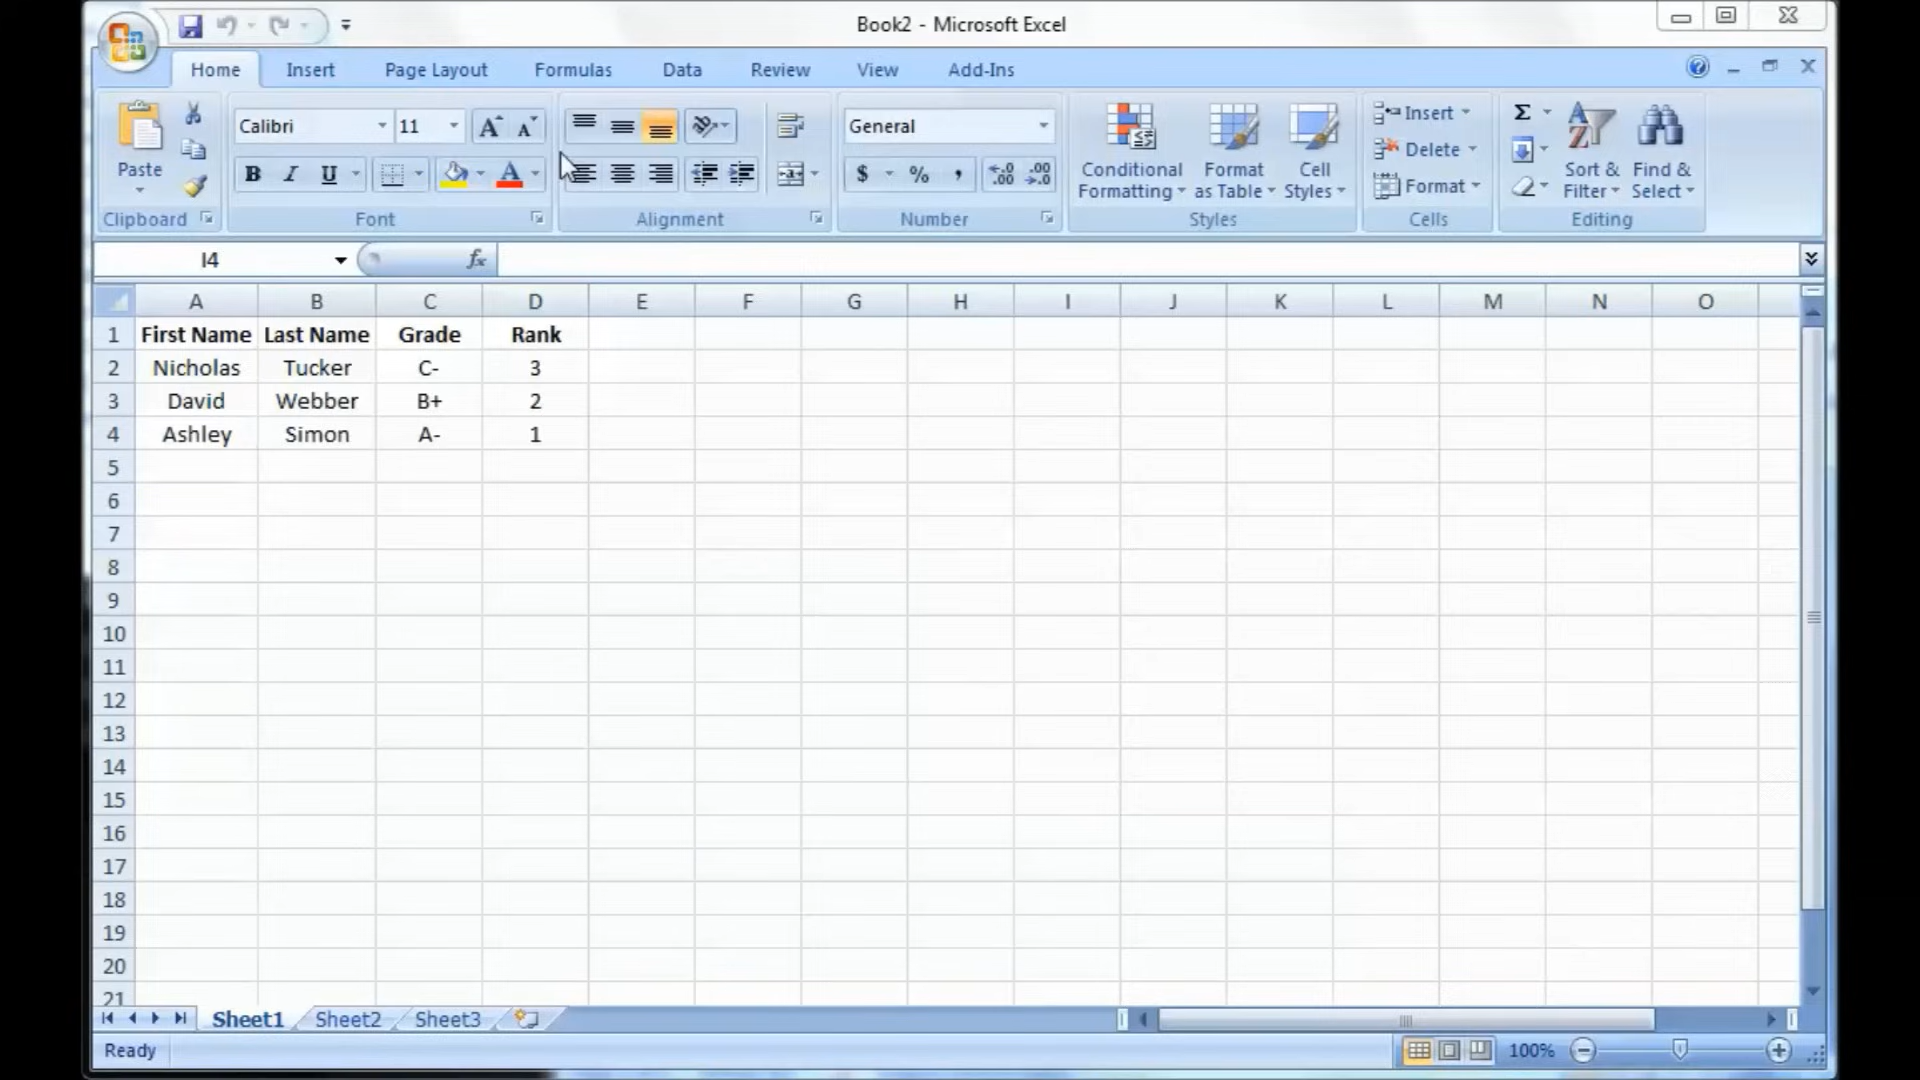 Book2 - Microsoft Excel
Home Insert Page Layout Formulas Data Review View Add-Ins
Calibri 11 General Insert
Paste B I U $ % , Conditional Formatting Format as Table Cell Styles Delete Format Σ Sort & Filter Find & Select
Clipboard Font Alignment Number Styles Cells Editing
I4 fx
A B C D E F G H I J K L M N O
1 First Name Last Name Grade Rank
2 Nicholas Tucker C- 3
3 David Webber B+ 2
4 Ashley Simon A- 1
5
6
7
8
9
10
11
12
13
14
15
16
17
18
19
20
21
Sheet1 Sheet2 Sheet3
Ready 100%